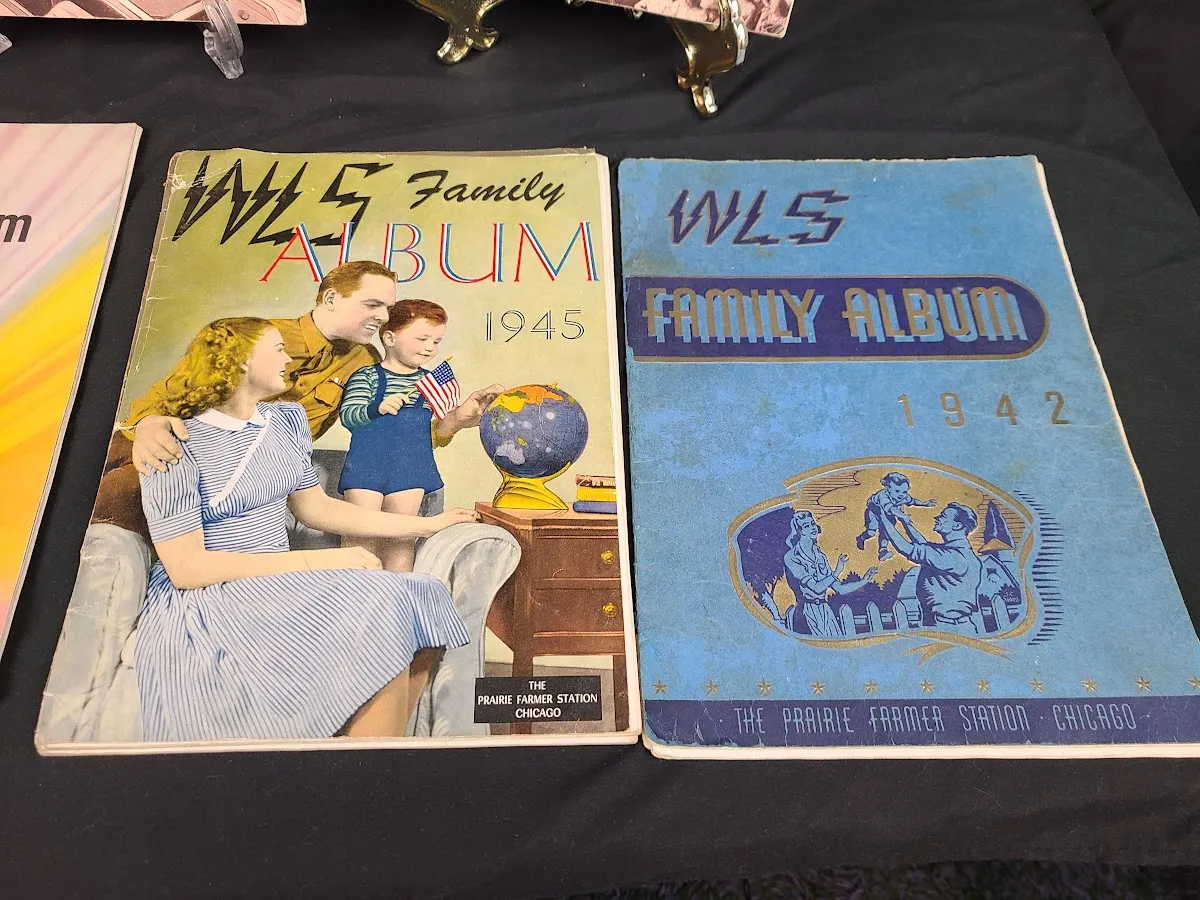 m
WLS Family
ALBUM
1945
THE
PRAIRIE FARMER STATION
CHICAGO
WLS
FAMILY ALBUM
1942
· THE PRAIRIE FARMER STATION · CHICAGO